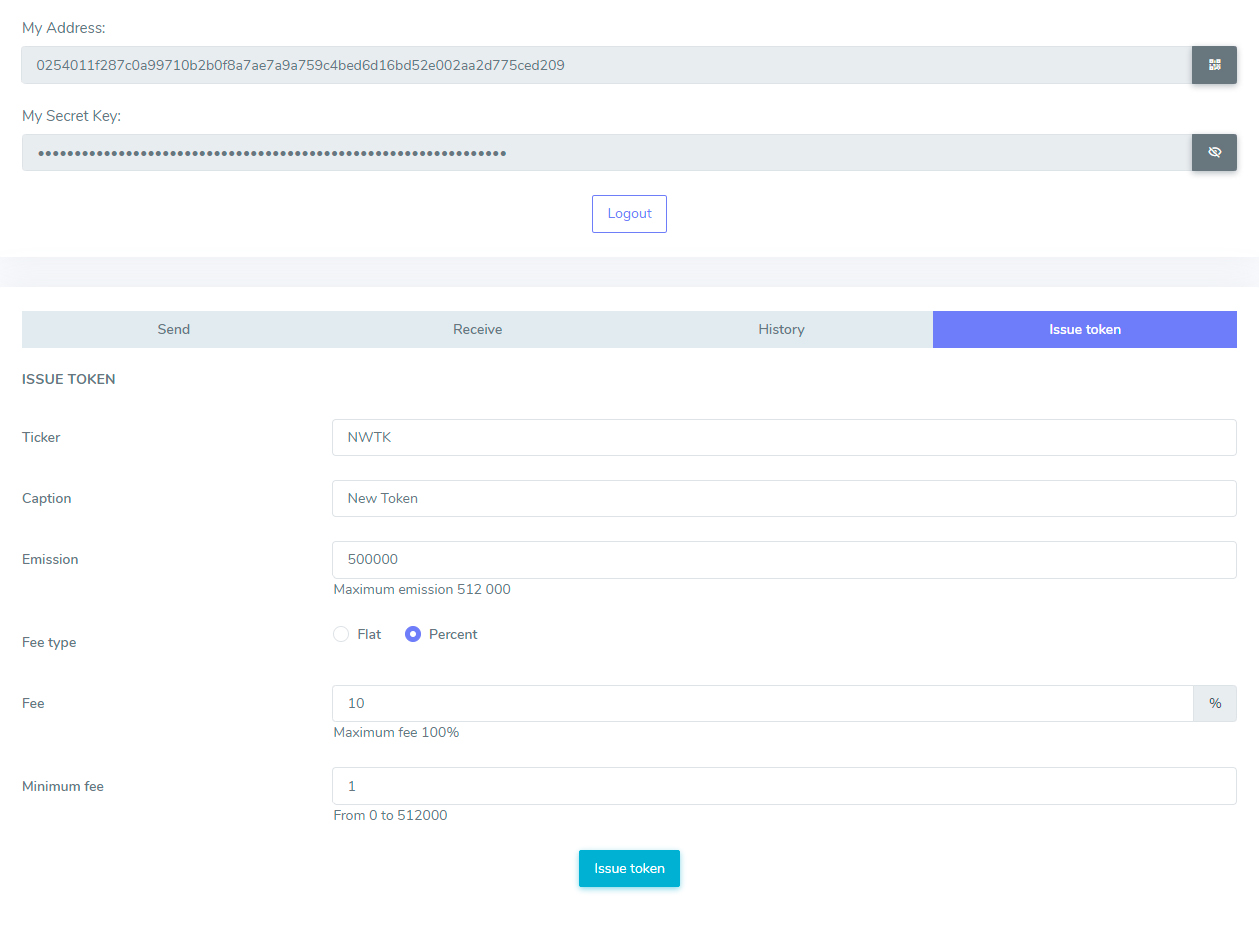 My Address:
0254011f287c0a99710b2b0f8a7ae7a9a759c4bed6d16bd52e002aa2d775ced209
My Secret Key:
Logout
Send Receive History Issue token
ISSUE TOKEN
Ticker NWTK
Caption New Token
Emission 500000
Maximum emission 512 000
Fee type Flat Percent
Fee 10 %
Maximum fee 100%
Minimum fee 1
From 0 to 512000
Issue token